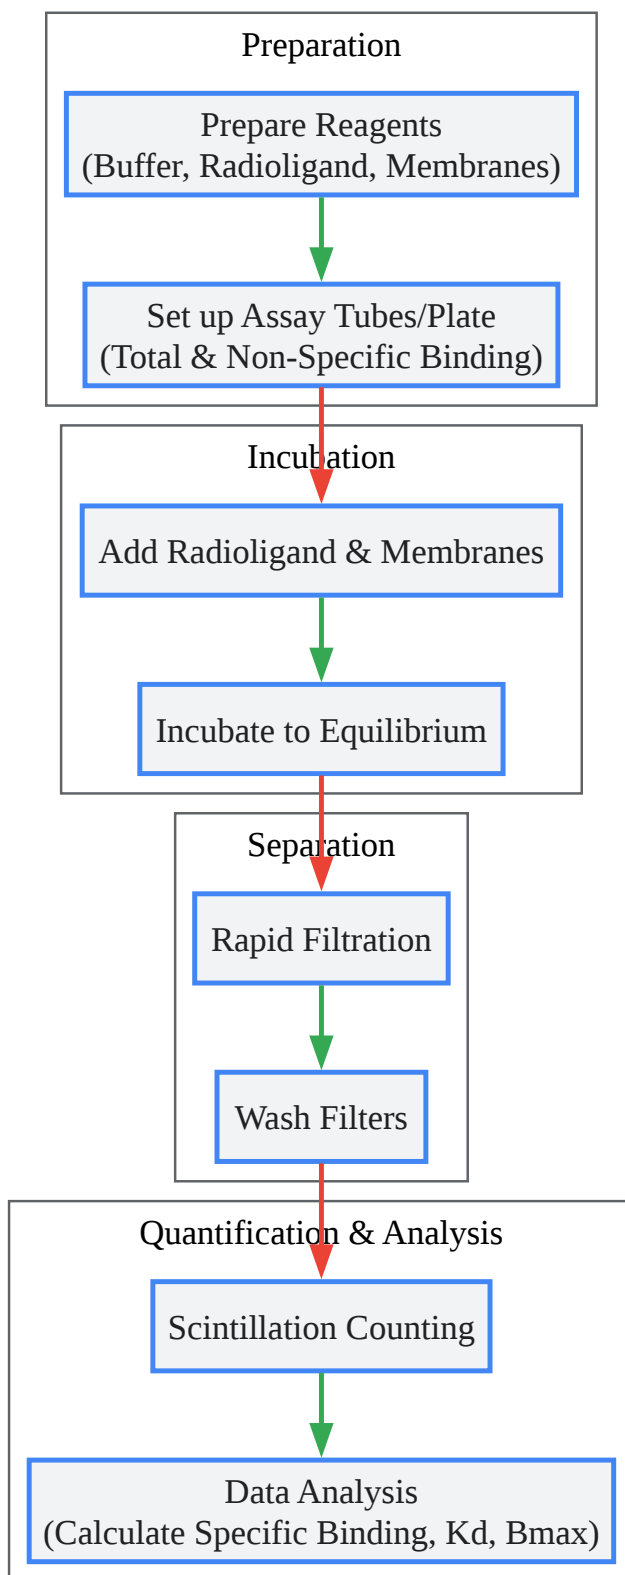 Preparation
Prepare Reagents
(Buffer, Radioligand, Membranes)
Set up Assay Tubes/Plate
(Total & Non-Specific Binding)
Incubation
Add Radioligand & Membranes
Incubate to Equilibrium
Separation
Rapid Filtration
Wash Filters
Quantification & Analysis
Scintillation Counting
Data Analysis
(Calculate Specific Binding, Kd, Bmax)